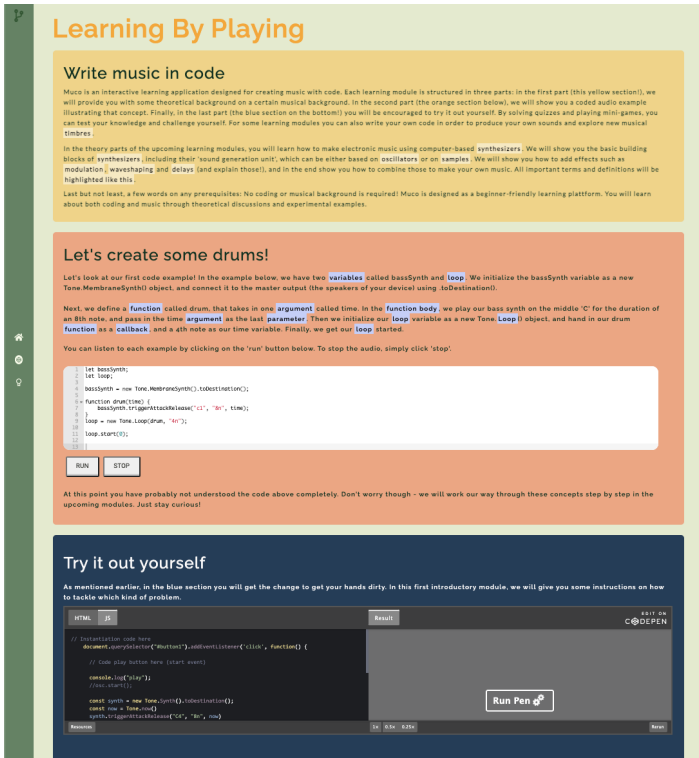 Learning By Playing
Write music in code
Muco is an interactive learning application designed for creating music with code. Each learning module is structured in three parts: In the first part (this yellow section!), we
will provide you with some theoretical background on a certain musical background. In the second part (the orange section below), we will show you a coded audio example
illustrating that concept. Finally, in the last part (the blue section on the bottom!) you will be encouraged to try it out yourself. By solving quizzes and playing mini-games, you
can test your knowledge and challenge yourself. For some learning modules you can also write your own code in order to produce your own sounds and explore new musical
timbres.
In the theory parts of the upcoming learning modules, you will learn how to make electronic music using computer-based synthesizers. We will show you the basic building
blocks of synthesizers, including their 'sound generation unit', which can be either based on oscillators or on samples. We will show you how to add effects such as
modulation, waveshaping and delays (and explain those!), and in the end show you how to combine those to make your own music. All important terms and definitions will be
highlighted like this.
Last but not least, a few words on any prerequisites: No coding or musical background is required! Muco is designed as a beginner-friendly learning plattform. You will learn
about both coding and music through theoretical discussions and experimental examples.
Let's create some drums!
Let's look at our first code example! In the example below, we have two variables called bassSynth and loop. We initialize the bassSynth variable as a new
Tone.MembraneSynth() object, and connect it to the master output (the speakers of your device) using .toDestination().
Next, we define a function called drum, that takes in one argument called time. In the function body, we play our bass synth on the middle 'C' for the duration of
an 8th note, and pass in the time argument as the last parameter. Then we initialize our loop variable as a new Tone.Loop() object, and hand in our drum
function as a callback, and a 4th note as our time variable. Finally, we get our loop started.
You can listen to each example by clicking on the 'run' button below. To stop the audio, simply click 'stop'.
1 let bassSynth;
2 let loop;
3
4 bassSynth = new Tone.MembraneSynth().toDestination();
5
6 function drum(time) {
7 bassSynth.triggerAttackRelease("c1", "8n", time);
8 }
9 loop = new Tone.Loop(drum, "4n");
10
11 loop.start(0);
12
13
RUN STOP
At this point you have probably not understood the code above completely. Don't worry though - we will work our way through these concepts step by step in the
upcoming modules. Just stay curious!
Try it out yourself
As mentioned earlier, in the blue section you will get the change to get your hands dirty. In this first introductory module, we will give you some instructions on how
to tackle which kind of problem.
HTML JS Result EDIT ON
CODEPEN
// Instantiation code here
document.querySelector("#button1").addEventListener('click', function() {
// Code play button here (start event)
console.log("play");
//osc.start();
const synth = new Tone.Synth().toDestination();
const now = Tone.now()
synth.triggerAttackRelease("C4", "8n", now)
Run Pen
Resources 1× 0.5× 0.25× Rerun